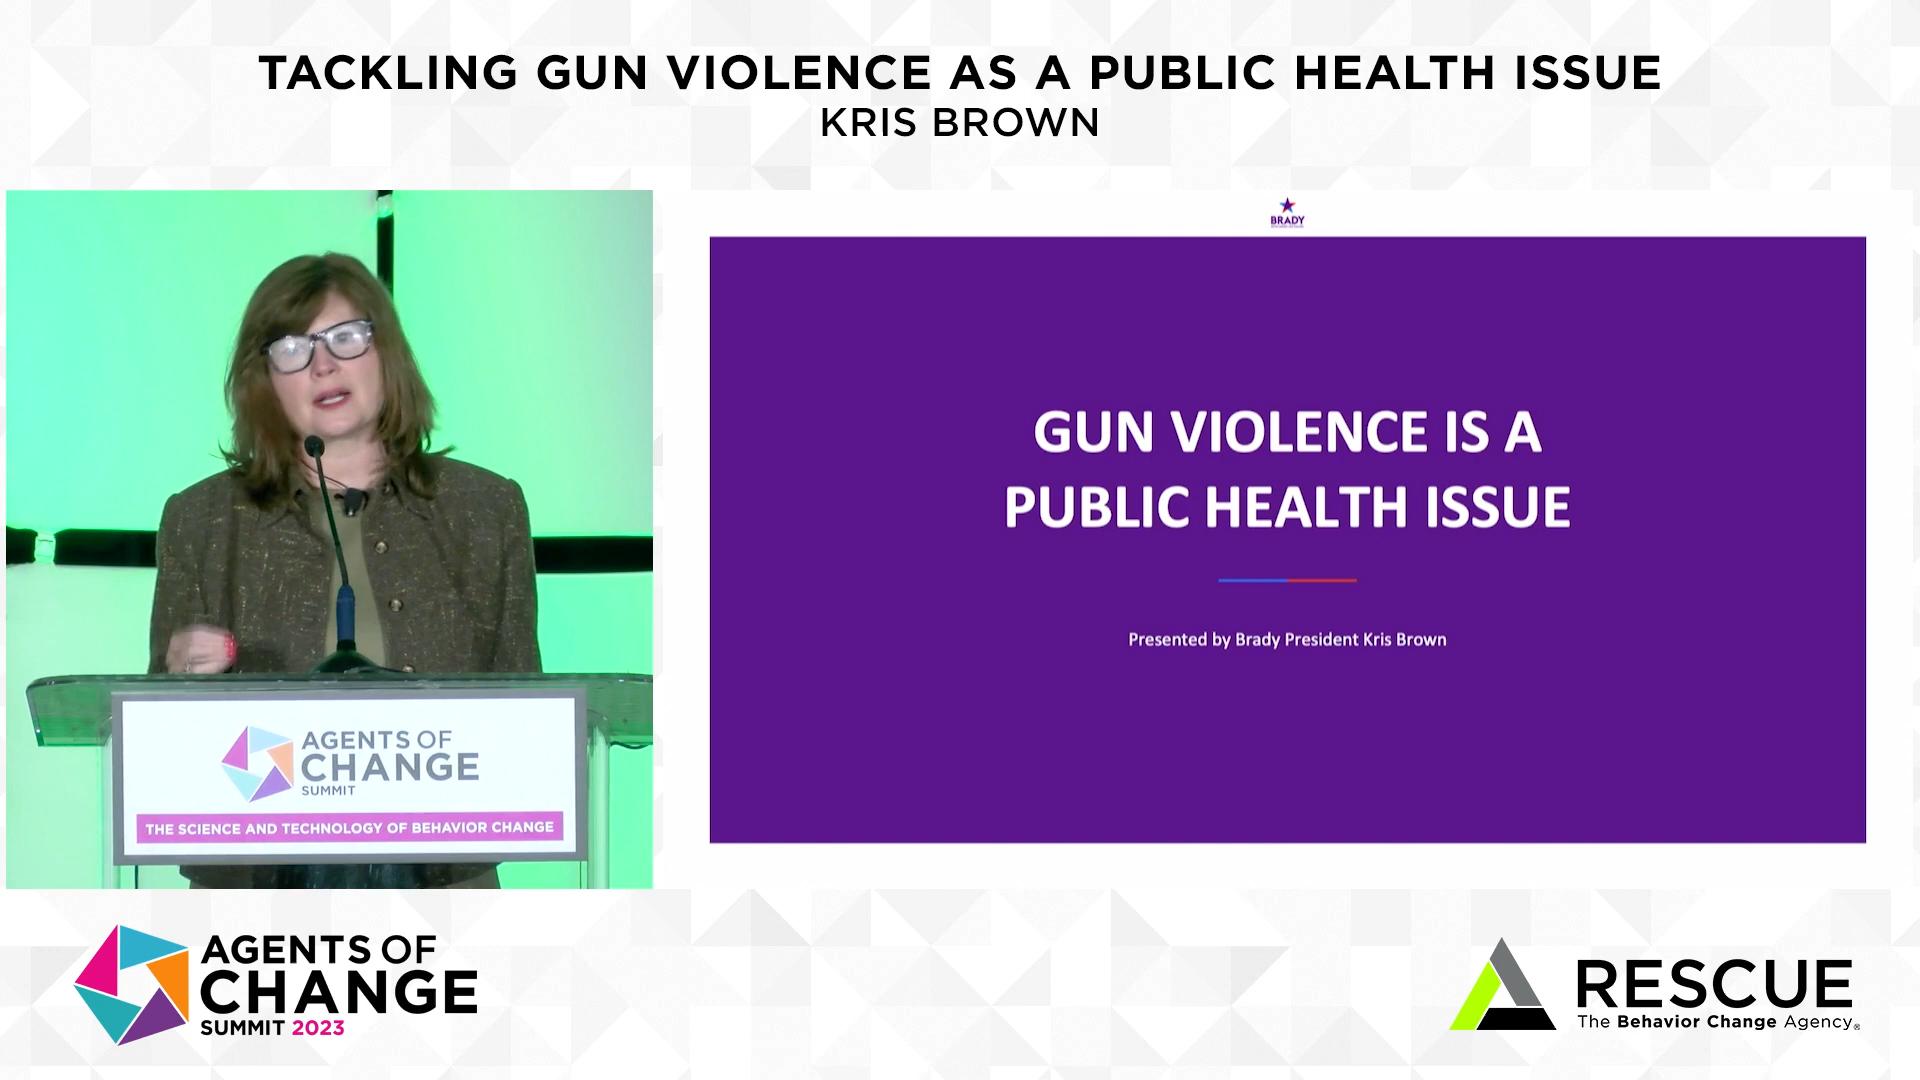 TACKLING GUN VIOLENCE AS A PUBLIC HEALTH ISSUE
KRIS BROWN
BRADY
GUN VIOLENCE IS A
PUBLIC HEALTH ISSUE
Presented by Brady President Kris Brown
AGENTS OF
CHANGE
SUMMIT
THE SCIENCE AND TECHNOLOGY OF BEHAVIOR CHANGE
AGENTS OF
CHANGE
SUMMIT 2023
RESCUE
The Behavior Change Agency®